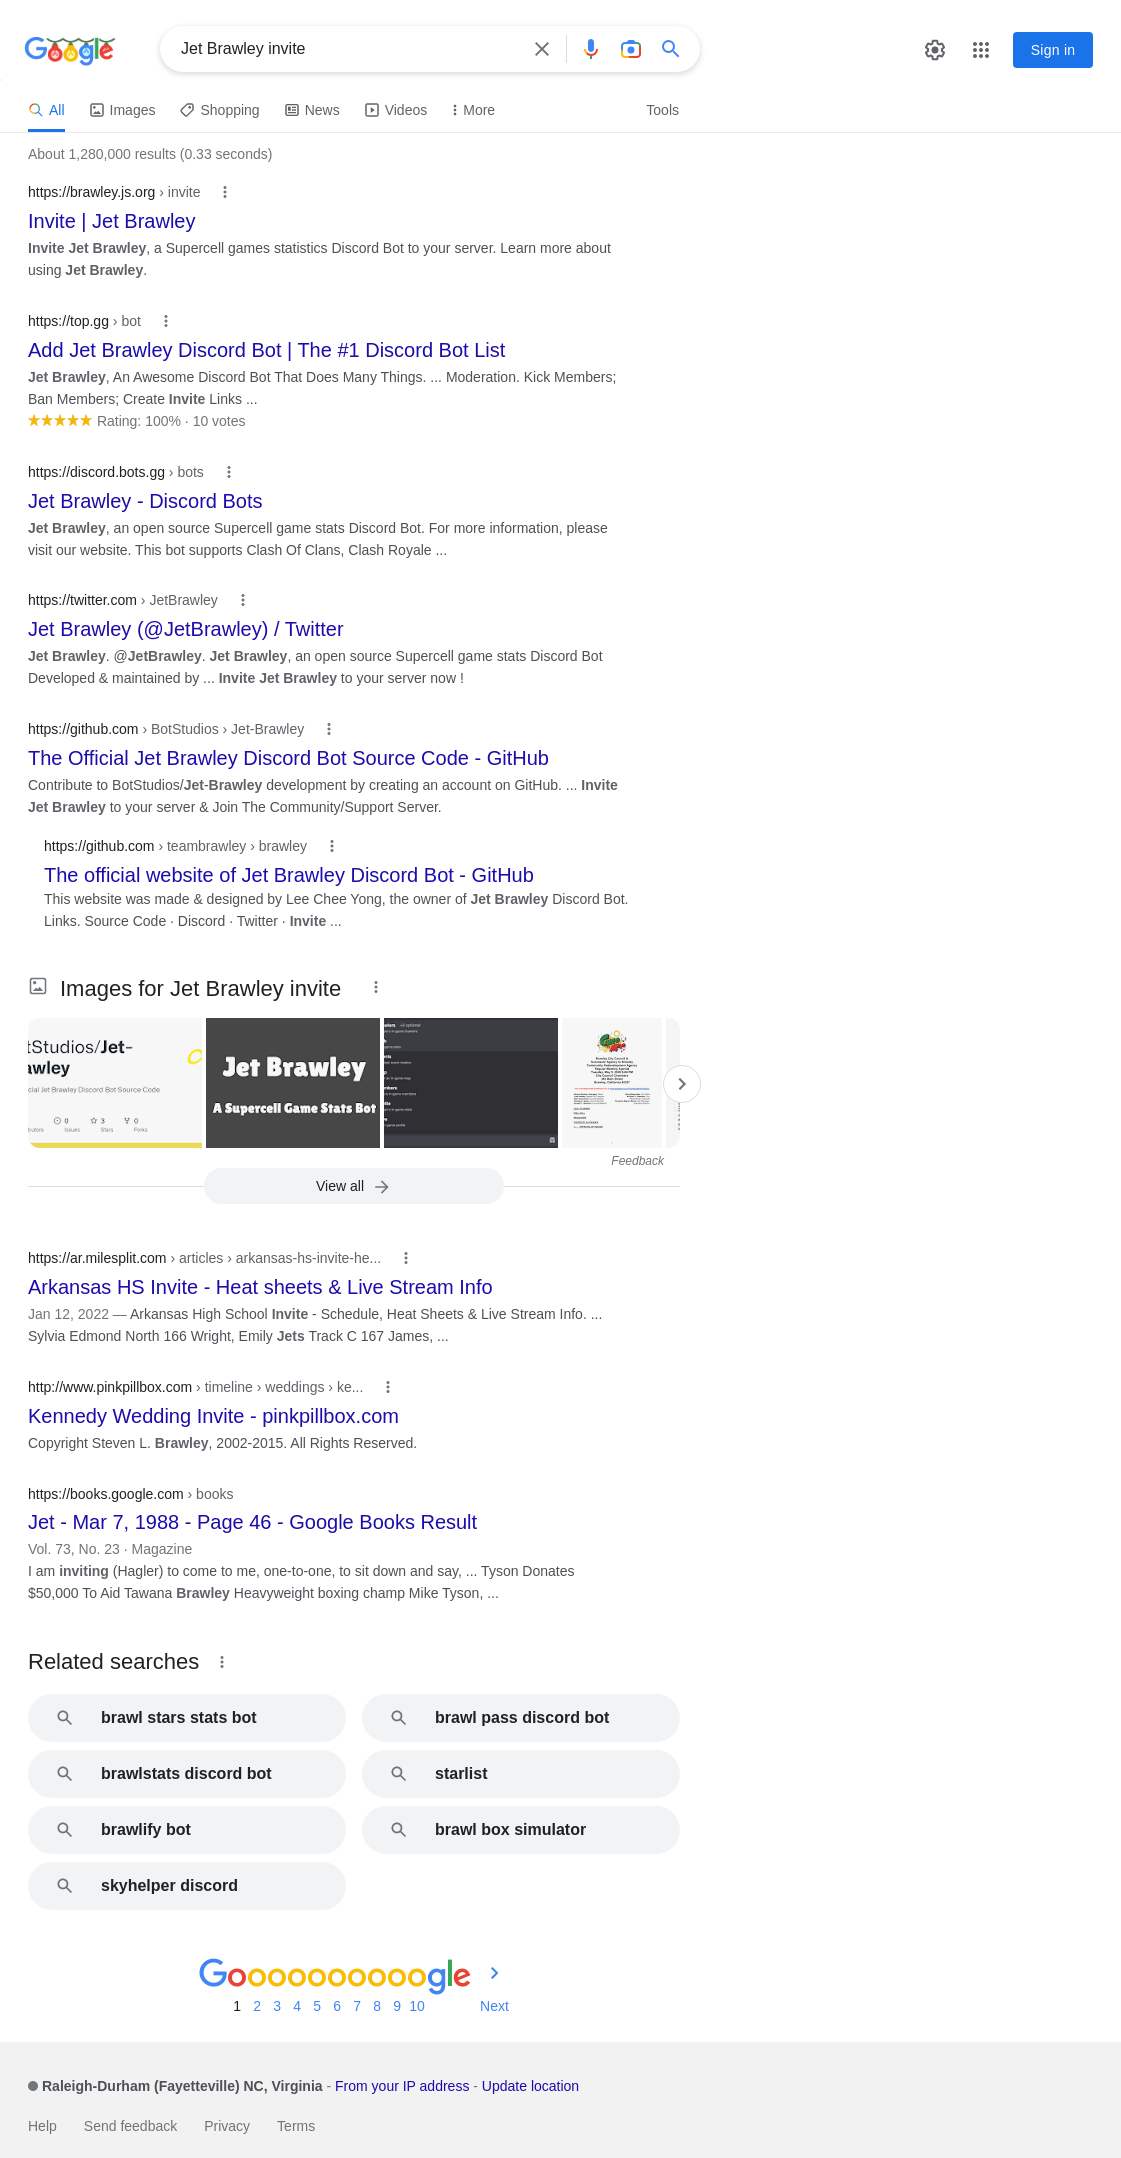 Google
Jet Brawley invite
Sign in
All
Images
Shopping
News
Videos
More
Tools
About 1,280,000 results (0.33 seconds)
https://brawley.js.org › invite
Invite | Jet Brawley
Invite Jet Brawley, a Supercell games statistics Discord Bot to your server. Learn more about
using Jet Brawley.
https://top.gg › bot
Add Jet Brawley Discord Bot | The #1 Discord Bot List
Jet Brawley, An Awesome Discord Bot That Does Many Things. ... Moderation. Kick Members;
Ban Members; Create Invite Links ...
Rating: 100% · 10 votes
https://discord.bots.gg › bots
Jet Brawley - Discord Bots
Jet Brawley, an open source Supercell game stats Discord Bot. For more information, please
visit our website. This bot supports Clash Of Clans, Clash Royale ...
https://twitter.com › JetBrawley
Jet Brawley (@JetBrawley) / Twitter
Jet Brawley. @JetBrawley. Jet Brawley, an open source Supercell game stats Discord Bot
Developed & maintained by ... Invite Jet Brawley to your server now !
https://github.com › BotStudios › Jet-Brawley
The Official Jet Brawley Discord Bot Source Code - GitHub
Contribute to BotStudios/Jet-Brawley development by creating an account on GitHub. ... Invite
Jet Brawley to your server & Join The Community/Support Server.
https://github.com › teambrawley › brawley
The official website of Jet Brawley Discord Bot - GitHub
This website was made & designed by Lee Chee Yong, the owner of Jet Brawley Discord Bot.
Links. Source Code · Discord · Twitter · Invite ...
Images for Jet Brawley invite
tStudios/Jet-
awley
cial Jet Brawley Discord Bot Source Code
0
3
0
Issues
Stars
Forks
Jet Brawley
A Supercell Game Stats Bot
Feedback
View all
https://ar.milesplit.com › articles › arkansas-hs-invite-he...
Arkansas HS Invite - Heat sheets & Live Stream Info
Jan 12, 2022 — Arkansas High School Invite - Schedule, Heat Sheets & Live Stream Info. ...
Sylvia Edmond North 166 Wright, Emily Jets Track C 167 James, ...
http://www.pinkpillbox.com › timeline › weddings › ke...
Kennedy Wedding Invite - pinkpillbox.com
Copyright Steven L. Brawley, 2002-2015. All Rights Reserved.
https://books.google.com › books
Jet - Mar 7, 1988 - Page 46 - Google Books Result
Vol. 73, No. 23 · Magazine
I am inviting (Hagler) to come to me, one-to-one, to sit down and say, ... Tyson Donates
$50,000 To Aid Tawana Brawley Heavyweight boxing champ Mike Tyson, ...
Related searches
brawl stars stats bot
brawl pass discord bot
brawlstats discord bot
starlist
brawlify bot
brawl box simulator
skyhelper discord
Goooooooooogle
1 2 3 4 5 6 7 8 9 10 Next
Raleigh-Durham (Fayetteville) NC, Virginia - From your IP address - Update location
Help Send feedback Privacy Terms